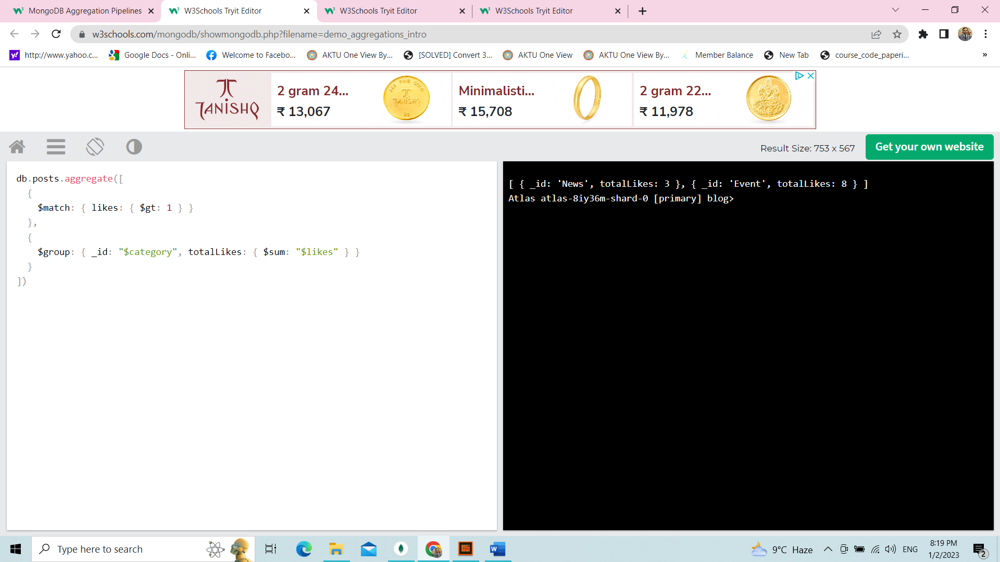 MongoDB Aggregation Pipelines
W3Schools Tryit Editor
W3Schools Tryit Editor
W3Schools Tryit Editor
w3schools.com/mongodb/showmongodb.php?filename=demo_aggregations_intro
http://www.yahoo.c...
Google Docs - Onli...
Welcome to Facebo...
AKTU One View By...
[SOLVED] Convert 3...
AKTU One View
AKTU One View By...
Member Balance
New Tab
course_code_paperi...
»
TANISHQ
2 gram 24...
₹ 13,067
Minimalisti...
₹ 15,708
2 gram 22...
₹ 11,978
Result Size: 753 x 567
Get your own website
db.posts.aggregate([
{
$match: { likes: { $gt: 1 } }
},
{
$group: { _id: "$category", totalLikes: { $sum: "$likes" } }
}
])
[ { _id: 'News', totalLikes: 3 }, { _id: 'Event', totalLikes: 8 } ]
Atlas atlas-8iy36m-shard-0 [primary] blog>
Type here to search
9°C Haze
ENG
8:19 PM
1/2/2023
2